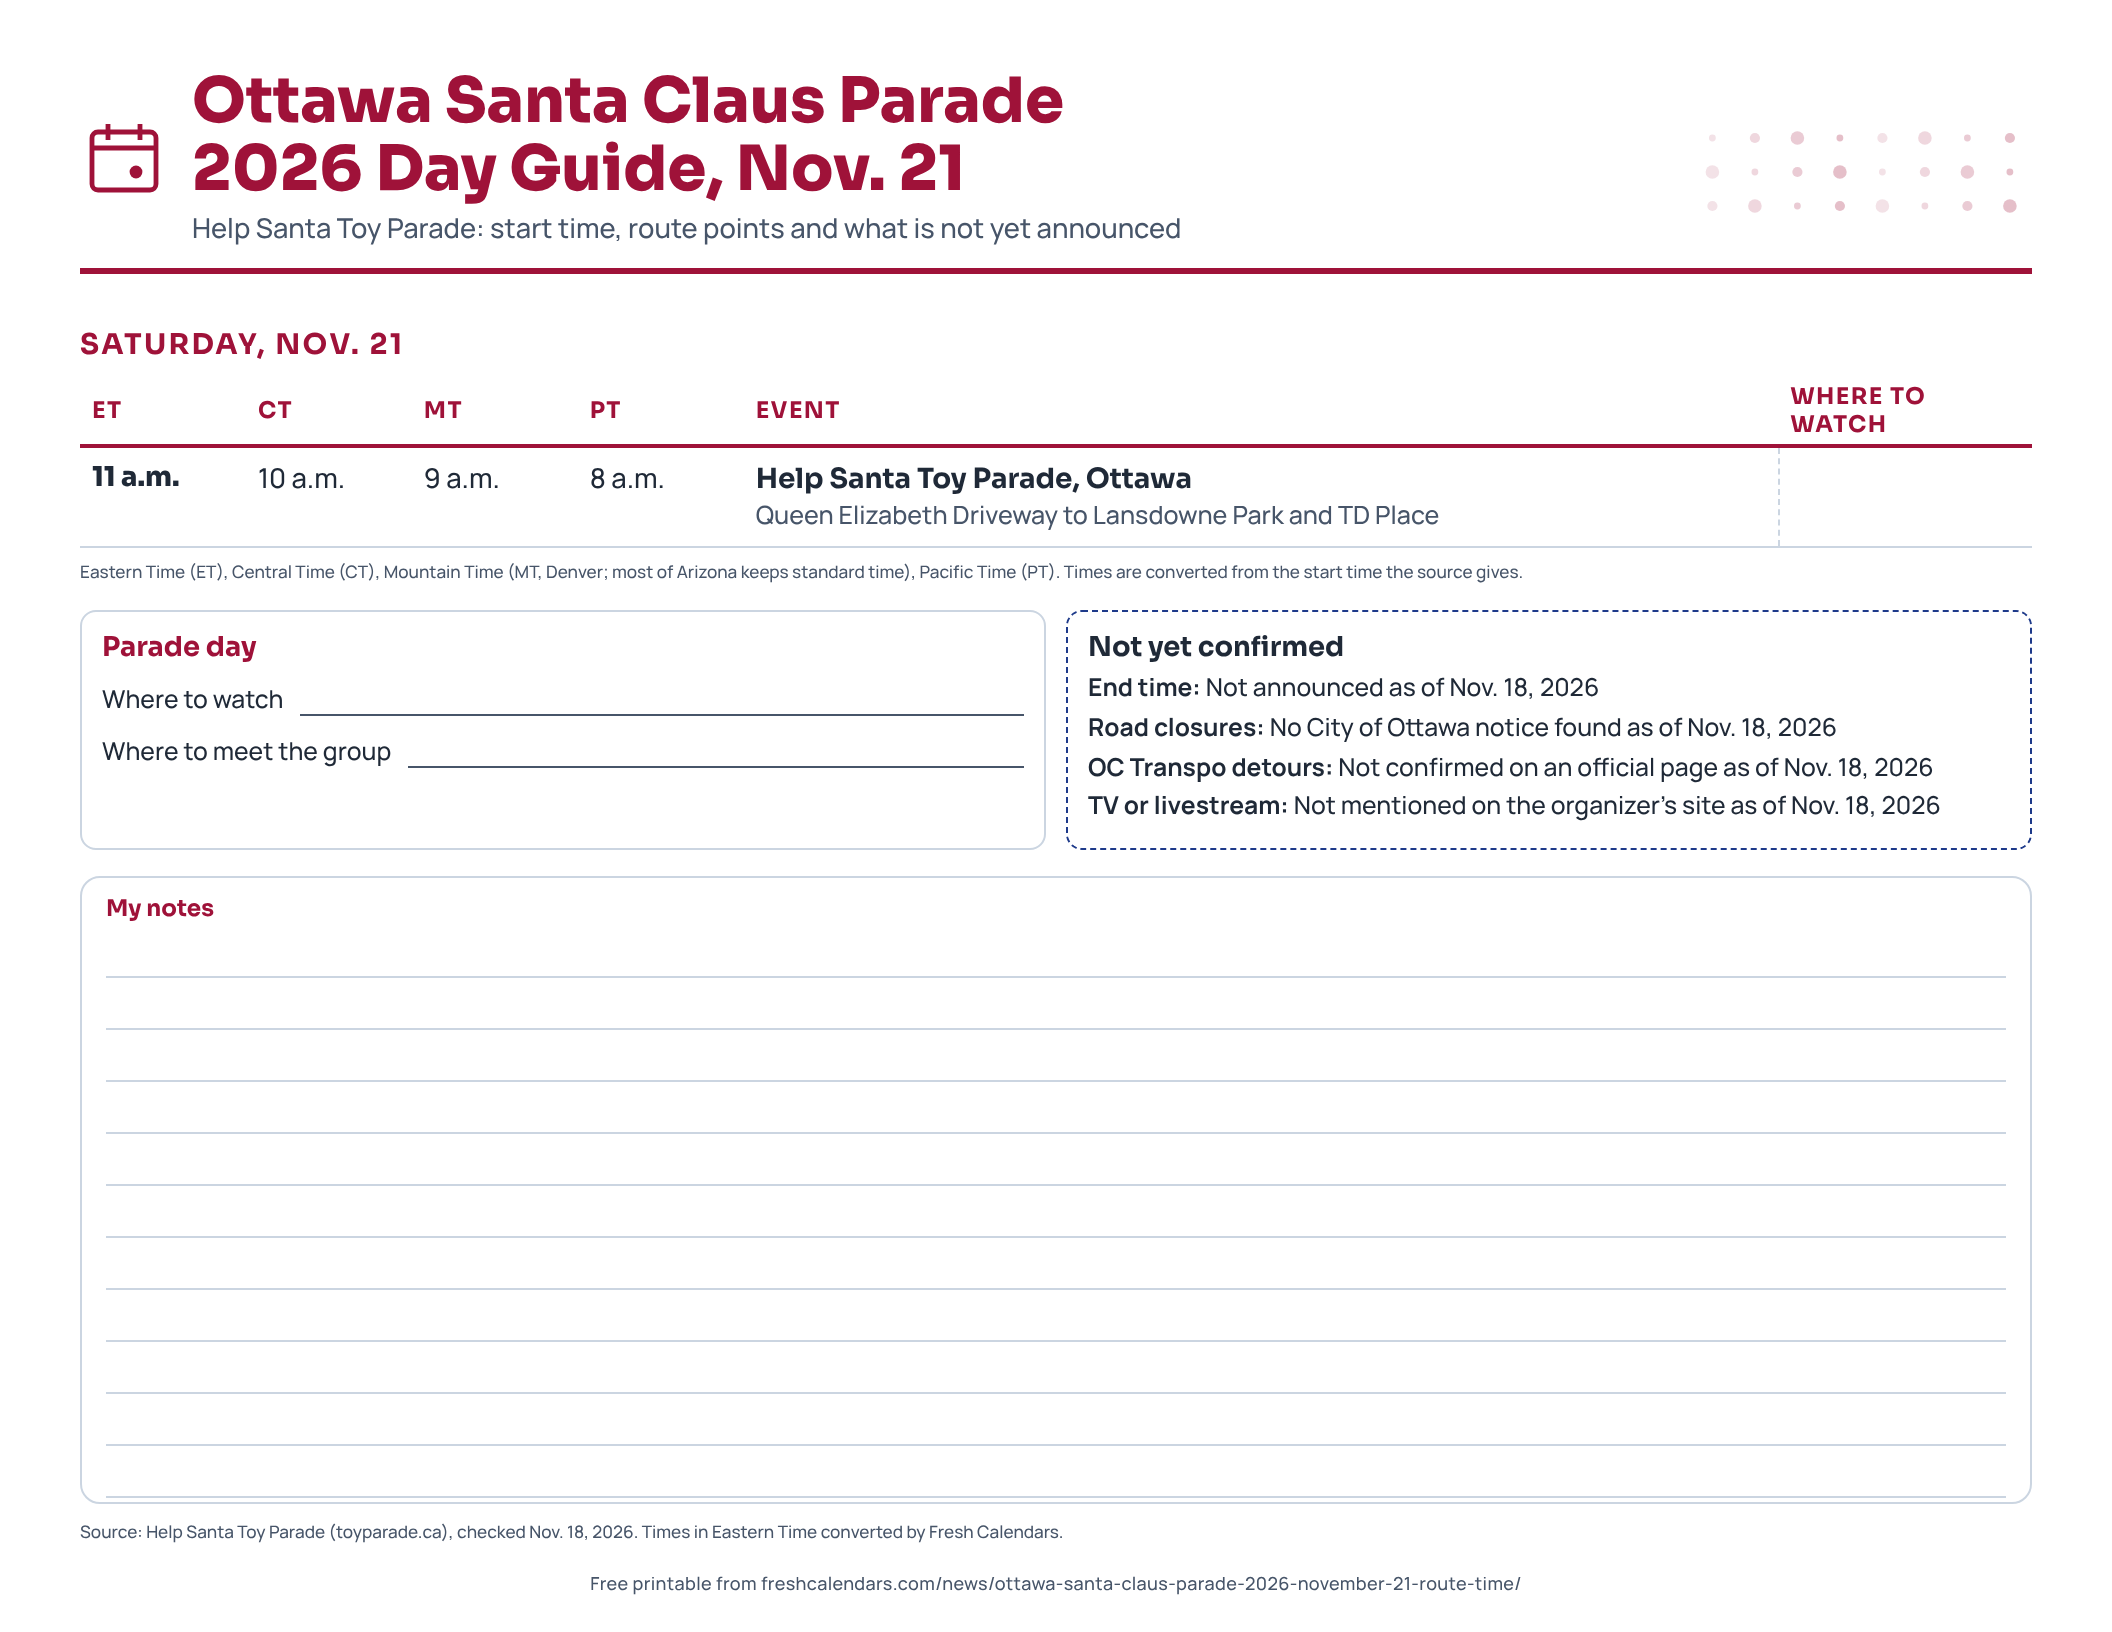 Ottawa Santa Claus Parade
2026 Day Guide, Nov. 21
Help Santa Toy Parade: start time, route points and what is not yet announced
SATURDAY, NOV. 21
ET CT MT PT EVENT WHERE TO WATCH
11 a.m. 10 a.m. 9 a.m. 8 a.m. Help Santa Toy Parade, Ottawa
Queen Elizabeth Driveway to Lansdowne Park and TD Place
Eastern Time (ET), Central Time (CT), Mountain Time (MT, Denver; most of Arizona keeps standard time), Pacific Time (PT). Times are converted from the start time the source gives.
Parade day
Where to watch
Where to meet the group
Not yet confirmed
End time: Not announced as of Nov. 18, 2026
Road closures: No City of Ottawa notice found as of Nov. 18, 2026
OC Transpo detours: Not confirmed on an official page as of Nov. 18, 2026
TV or livestream: Not mentioned on the organizer’s site as of Nov. 18, 2026
My notes
Source: Help Santa Toy Parade (toyparade.ca), checked Nov. 18, 2026. Times in Eastern Time converted by Fresh Calendars.
Free printable from freshcalendars.com/news/ottawa-santa-claus-parade-2026-november-21-route-time/